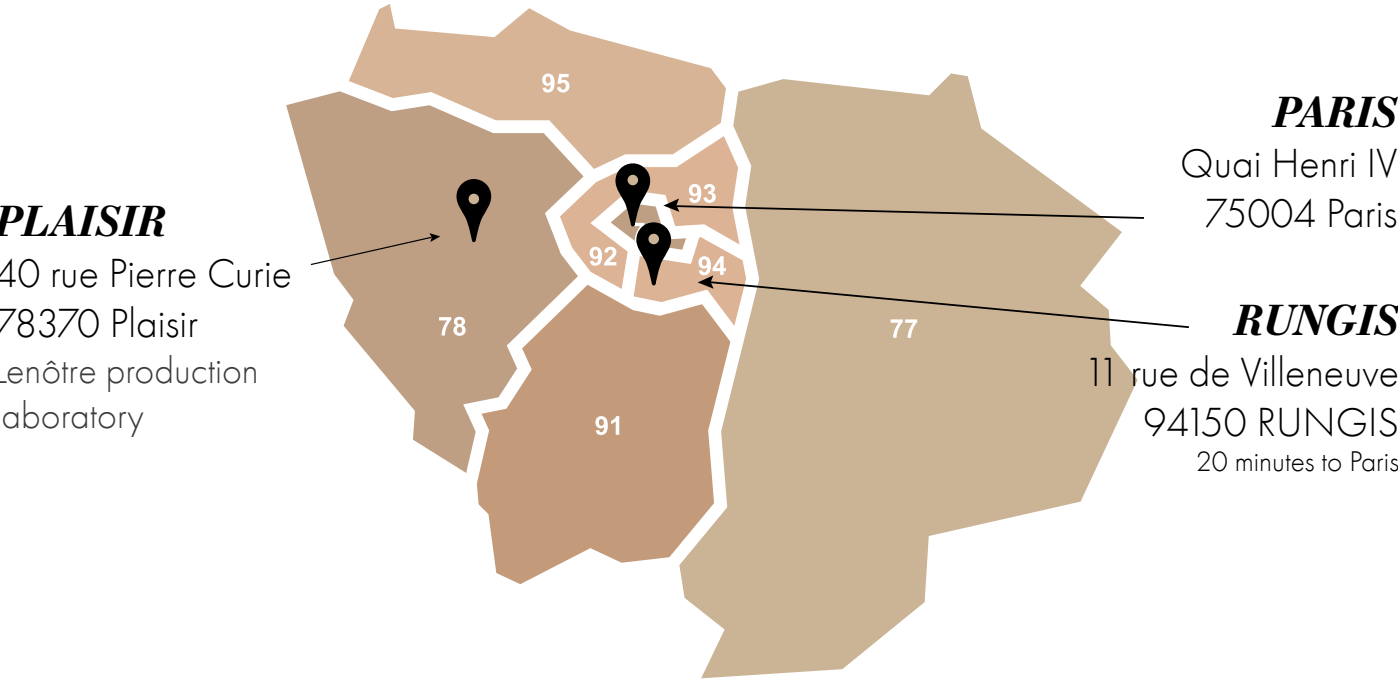 PLAISIR
40 rue Pierre Curie
78370 Plaisir
Lenôtre production
laboratory
95
93
92
94
78
77
91
PARIS
Quai Henri IV
75004 Paris
RUNGIS
11 rue de Villeneuve
94150 RUNGIS
20 minutes to Paris